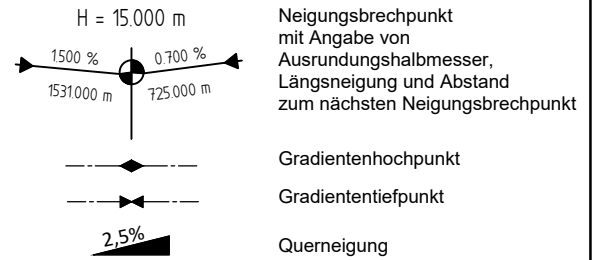 H = 15.000 m
1.500 %
0.700 %
1531.000 m
725.000 m
Neigungsbrechpunkt
mit Angabe von
Ausrundungshalbmesser,
Längsneigung und Abstand
zum nächsten Neigungsbrechpunkt
Gradientenhochpunkt
Gradiententiefpunkt
2,5%
Querneigung